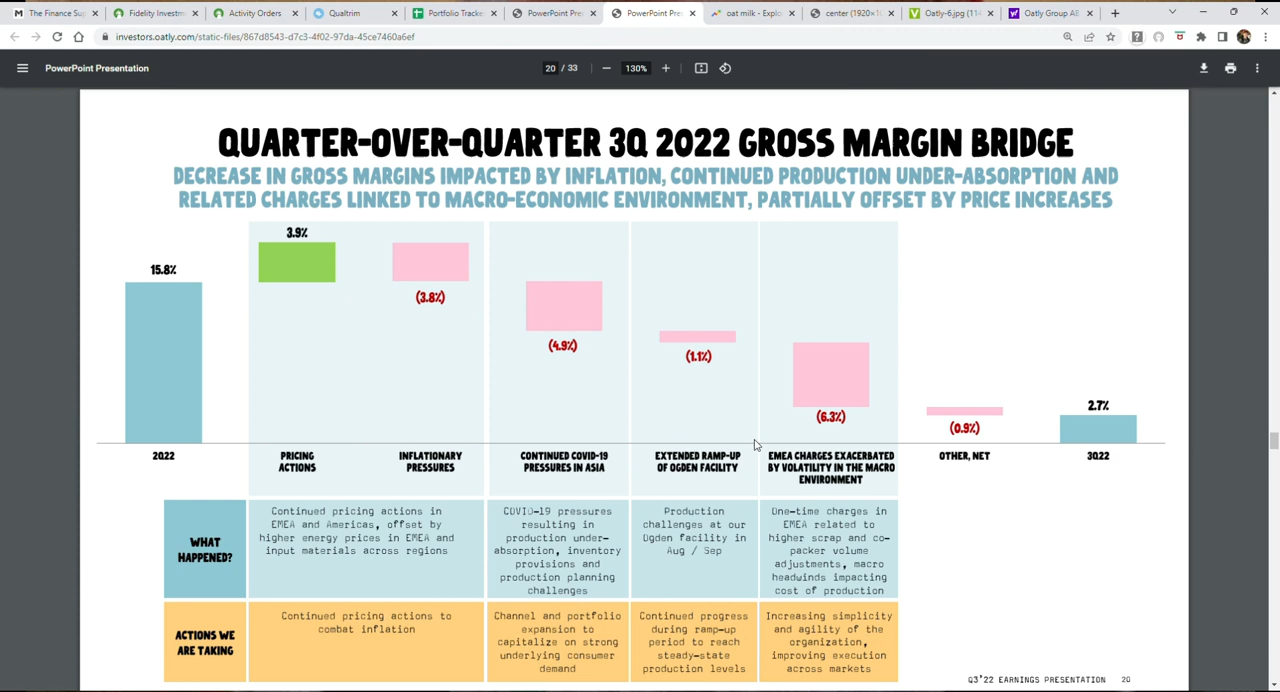 The Finance Sup
Fidelity Investm
Activity Orders
Qualtrim
Portfolio Tracke
PowerPoint Pres
PowerPoint Pres
oat milk - Explo
center (1920×10
Oatly-6.jpg (114
Oatly Group AB
investors.oatly.com/static-files/867d8543-d7c3-4f02-97da-45ce7460a6ef
PowerPoint Presentation
20 / 33
130%
QUARTER-OVER-QUARTER 3Q 2022 GROSS MARGIN BRIDGE
DECREASE IN GROSS MARGINS IMPACTED BY INFLATION, CONTINUED PRODUCTION UNDER-ABSORPTION AND
RELATED CHARGES LINKED TO MACRO-ECONOMIC ENVIRONMENT, PARTIALLY OFFSET BY PRICE INCREASES
15.8%
3.9%
(3.8%)
(4.9%)
(1.1%)
(6.3%)
(0.9%)
2.7%
2Q22
PRICING
ACTIONS
INFLATIONARY
PRESSURES
CONTINUED COVID-19
PRESSURES IN ASIA
EXTENDED RAMP-UP
OF OGDEN FACILITY
EMEA CHARGES EXACERBATED
BY VOLATILITY IN THE MACRO
ENVIRONMENT
OTHER, NET
3Q22
WHAT
HAPPENED?
Continued pricing actions in
EMEA and Americas, offset by
higher energy prices in EMEA and
input materials across regions
COVID-19 pressures
resulting in
production under-
absorption, inventory
provisions and
production planning
challenges
Production
challenges at our
Ogden facility in
Aug / Sep
One-time charges in
EMEA related to
higher scrap and co-
packer volume
adjustments, macro
headwinds impacting
cost of production
ACTIONS WE
ARE TAKING
Continued pricing actions to
combat inflation
Channel and portfolio
expansion to
capitalize on strong
underlying consumer
demand
Continued progress
during ramp-up
period to reach
steady-state
production levels
Increasing simplicity
and agility of the
organization,
improving execution
across markets
Q3'22 EARNINGS PRESENTATION 20